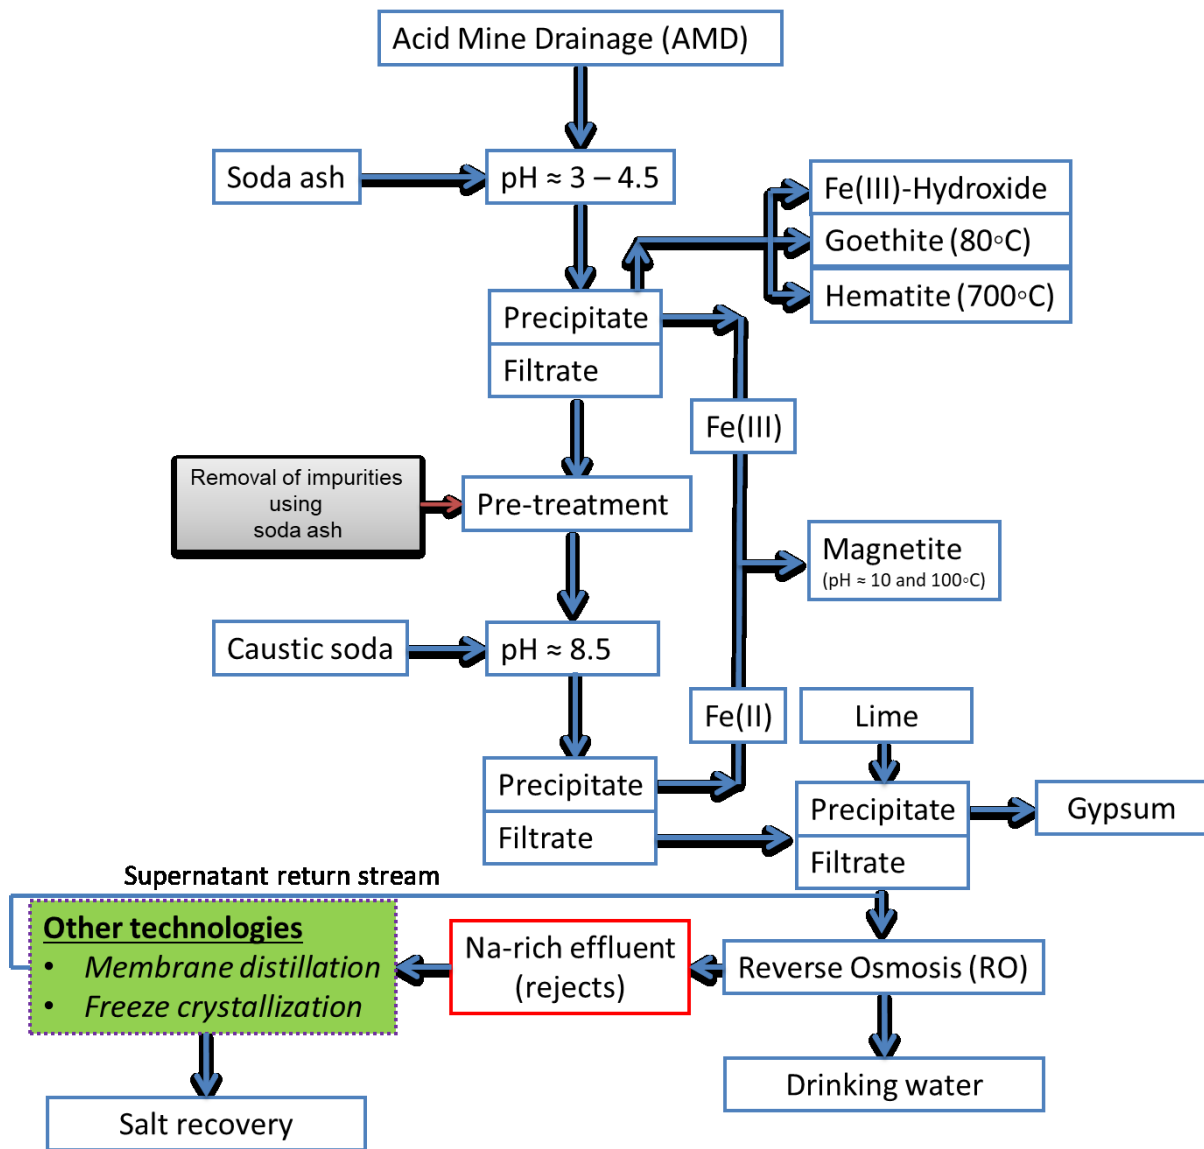 Acid Mine Drainage (AMD)
Soda ash
pH ≈ 3 – 4.5
Fe(III)-Hydroxide
Goethite (80◦C)
Hematite (700◦C)
Precipitate
Filtrate
Fe(III)
Removal of impurities
using
soda ash
Pre-treatment
Magnetite
(pH ≈ 10 and 100◦C)
Caustic soda
pH ≈ 8.5
Fe(II)
Lime
Precipitate
Filtrate
Precipitate
Filtrate
Gypsum
Supernatant return stream
Other technologies
• Membrane distillation
• Freeze crystallization
Na-rich effluent
(rejects)
Reverse Osmosis (RO)
Drinking water
Salt recovery